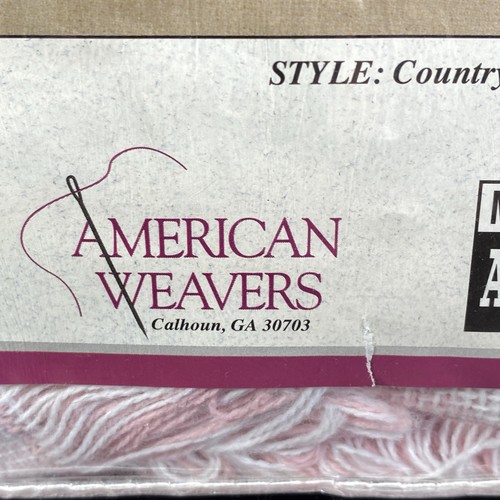 STYLE: Country
AMERICAN
WEAVERS
Calhoun, GA 30703